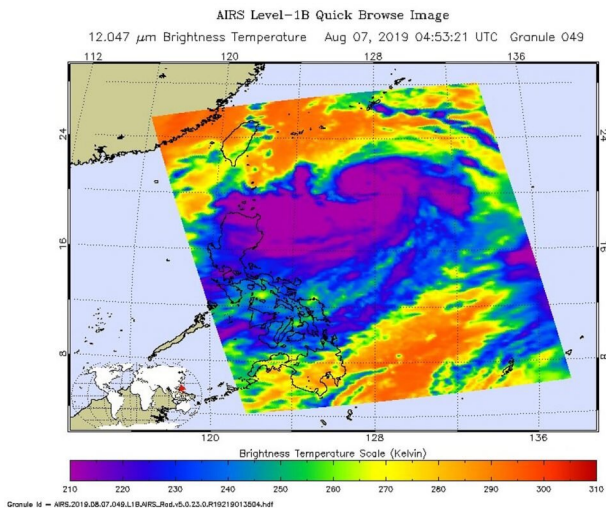 AIRS Level-1B Quick Browse Image
12.047 μm Brightness Temperature Aug 07, 2019 04:53:21 UTC Granule 049
112 120 128 136
24 24
16 16
8 8
120 128 136
Brightness Temperature Scale (Kelvin)
210 220 230 240 250 260 270 280 290 300 310
Granule Id = AIRS.2019.08.07.049.L1B.AIRS_Rad.v5.0.23.0.R19219013504.hdf